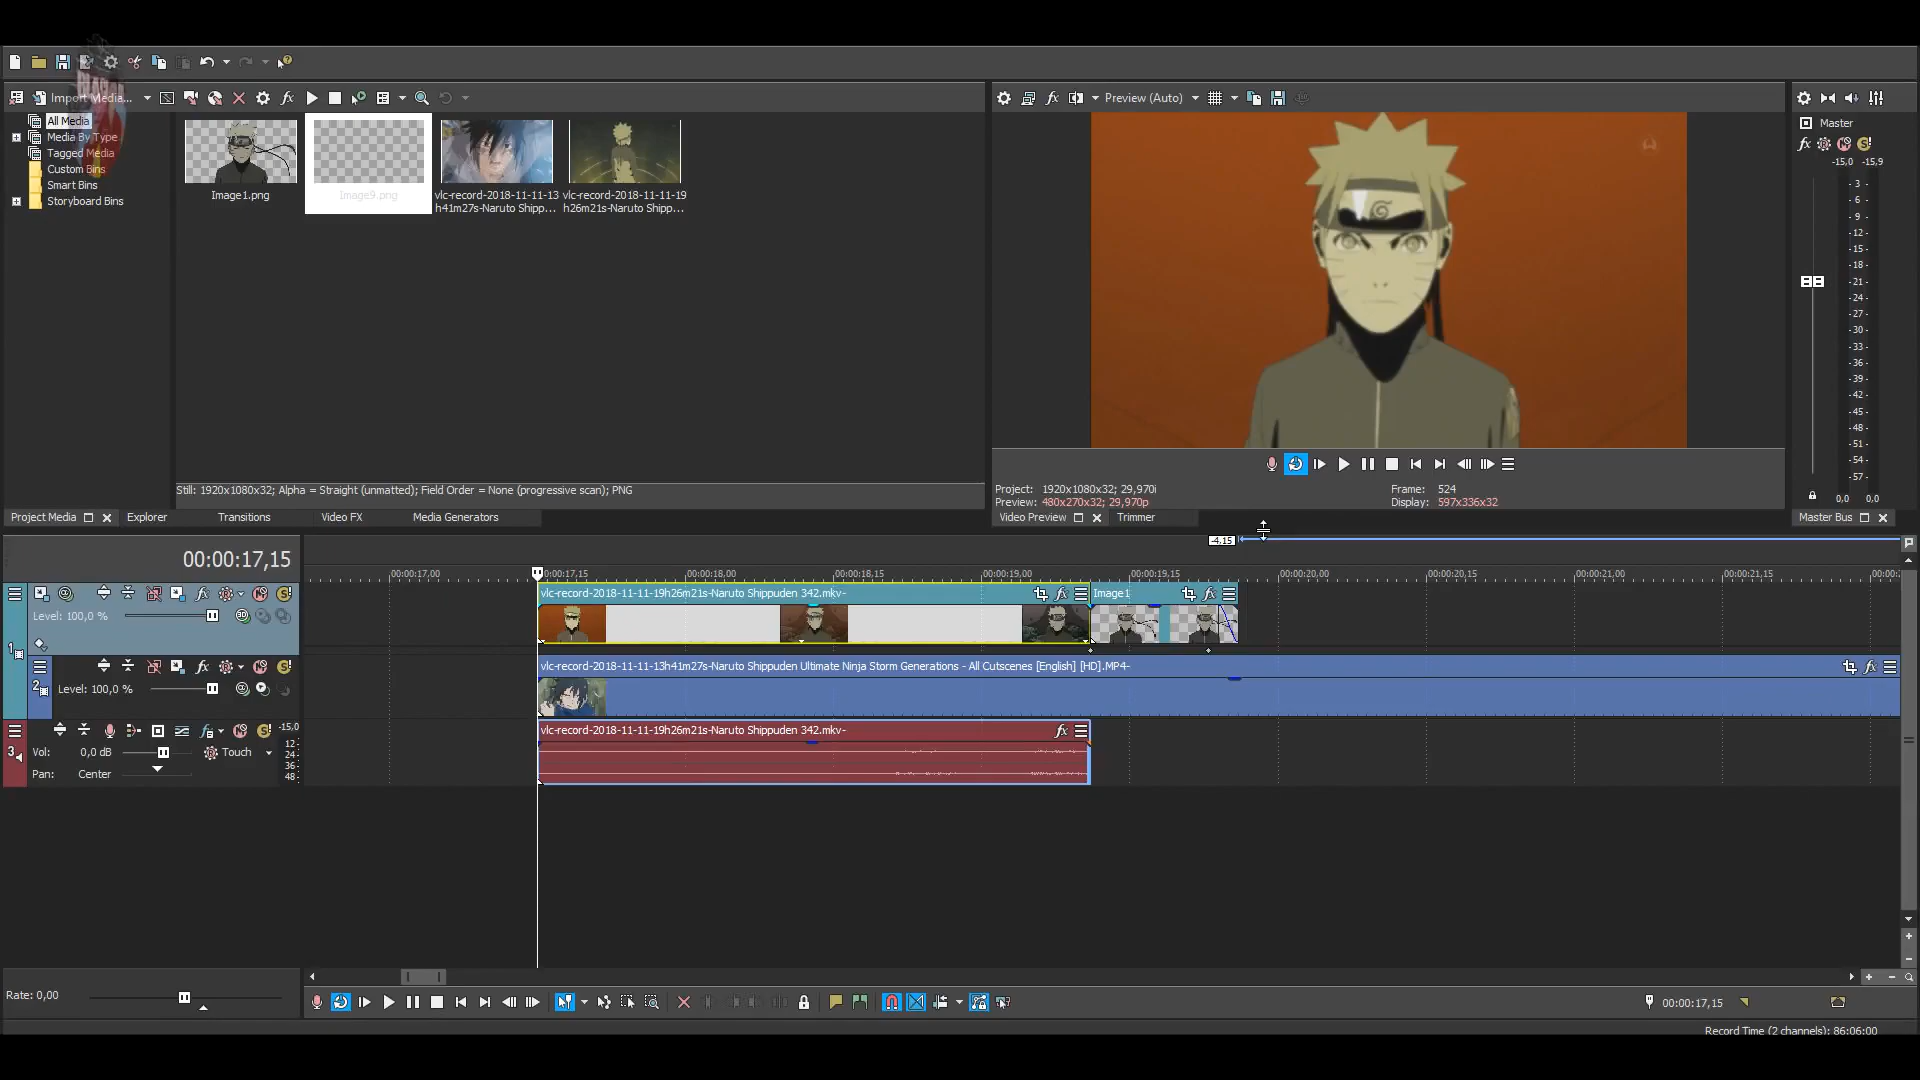 Import Media...
Preview (Auto)
All Media
Media By Type
Tagged Media
Custom Bins
Smart Bins
Storyboard Bins
Image1.png
Image9.png
vlc-record-2018-11-11-13
h41m27s-Naruto Shipp...
vlc-record-2018-11-11-19
h26m21s-Naruto Shipp...
Master
-15,0 -15,9
3
6
9
12
15
18
21
24
27
30
33
36
39
42
45
48
51
54
57
0,0 0,0
Still: 1920x1080x32; Alpha = Straight (unmatted); Field Order = None (progressive scan); PNG
Project: 1920x1080x32; 29,970i
Frame: 524
Preview: 480x270x32; 29,970p
Display: 597x336x32
Project Media
Explorer
Transitions
Video FX
Media Generators
Video Preview
Trimmer
Master Bus
-4.15
00:00:17,15
00:00:17,00
00:00:17,15
00:00:18,00
00:00:18,15
00:00:19,00
00:00:19,15
00:00:20,00
00:00:20,15
00:00:21,00
00:00:21,15
1
Level: 100,0 %
vlc-record-2018-11-11-19h26m21s-Naruto Shippuden 342.mkv-
Image1
2
Level: 100,0 %
vlc-record-2018-11-11-13h41m27s-Naruto Shippuden Ultimate Ninja Storm Generations - All Cutscenes [English] [HD].MP4-
3
-15,0
12
24
36
48
Vol: 0,0 dB
Touch
Pan: Center
vlc-record-2018-11-11-19h26m21s-Naruto Shippuden 342.mkv-
Rate: 0,00
00:00:17,15
Record Time (2 channels): 86:06:00